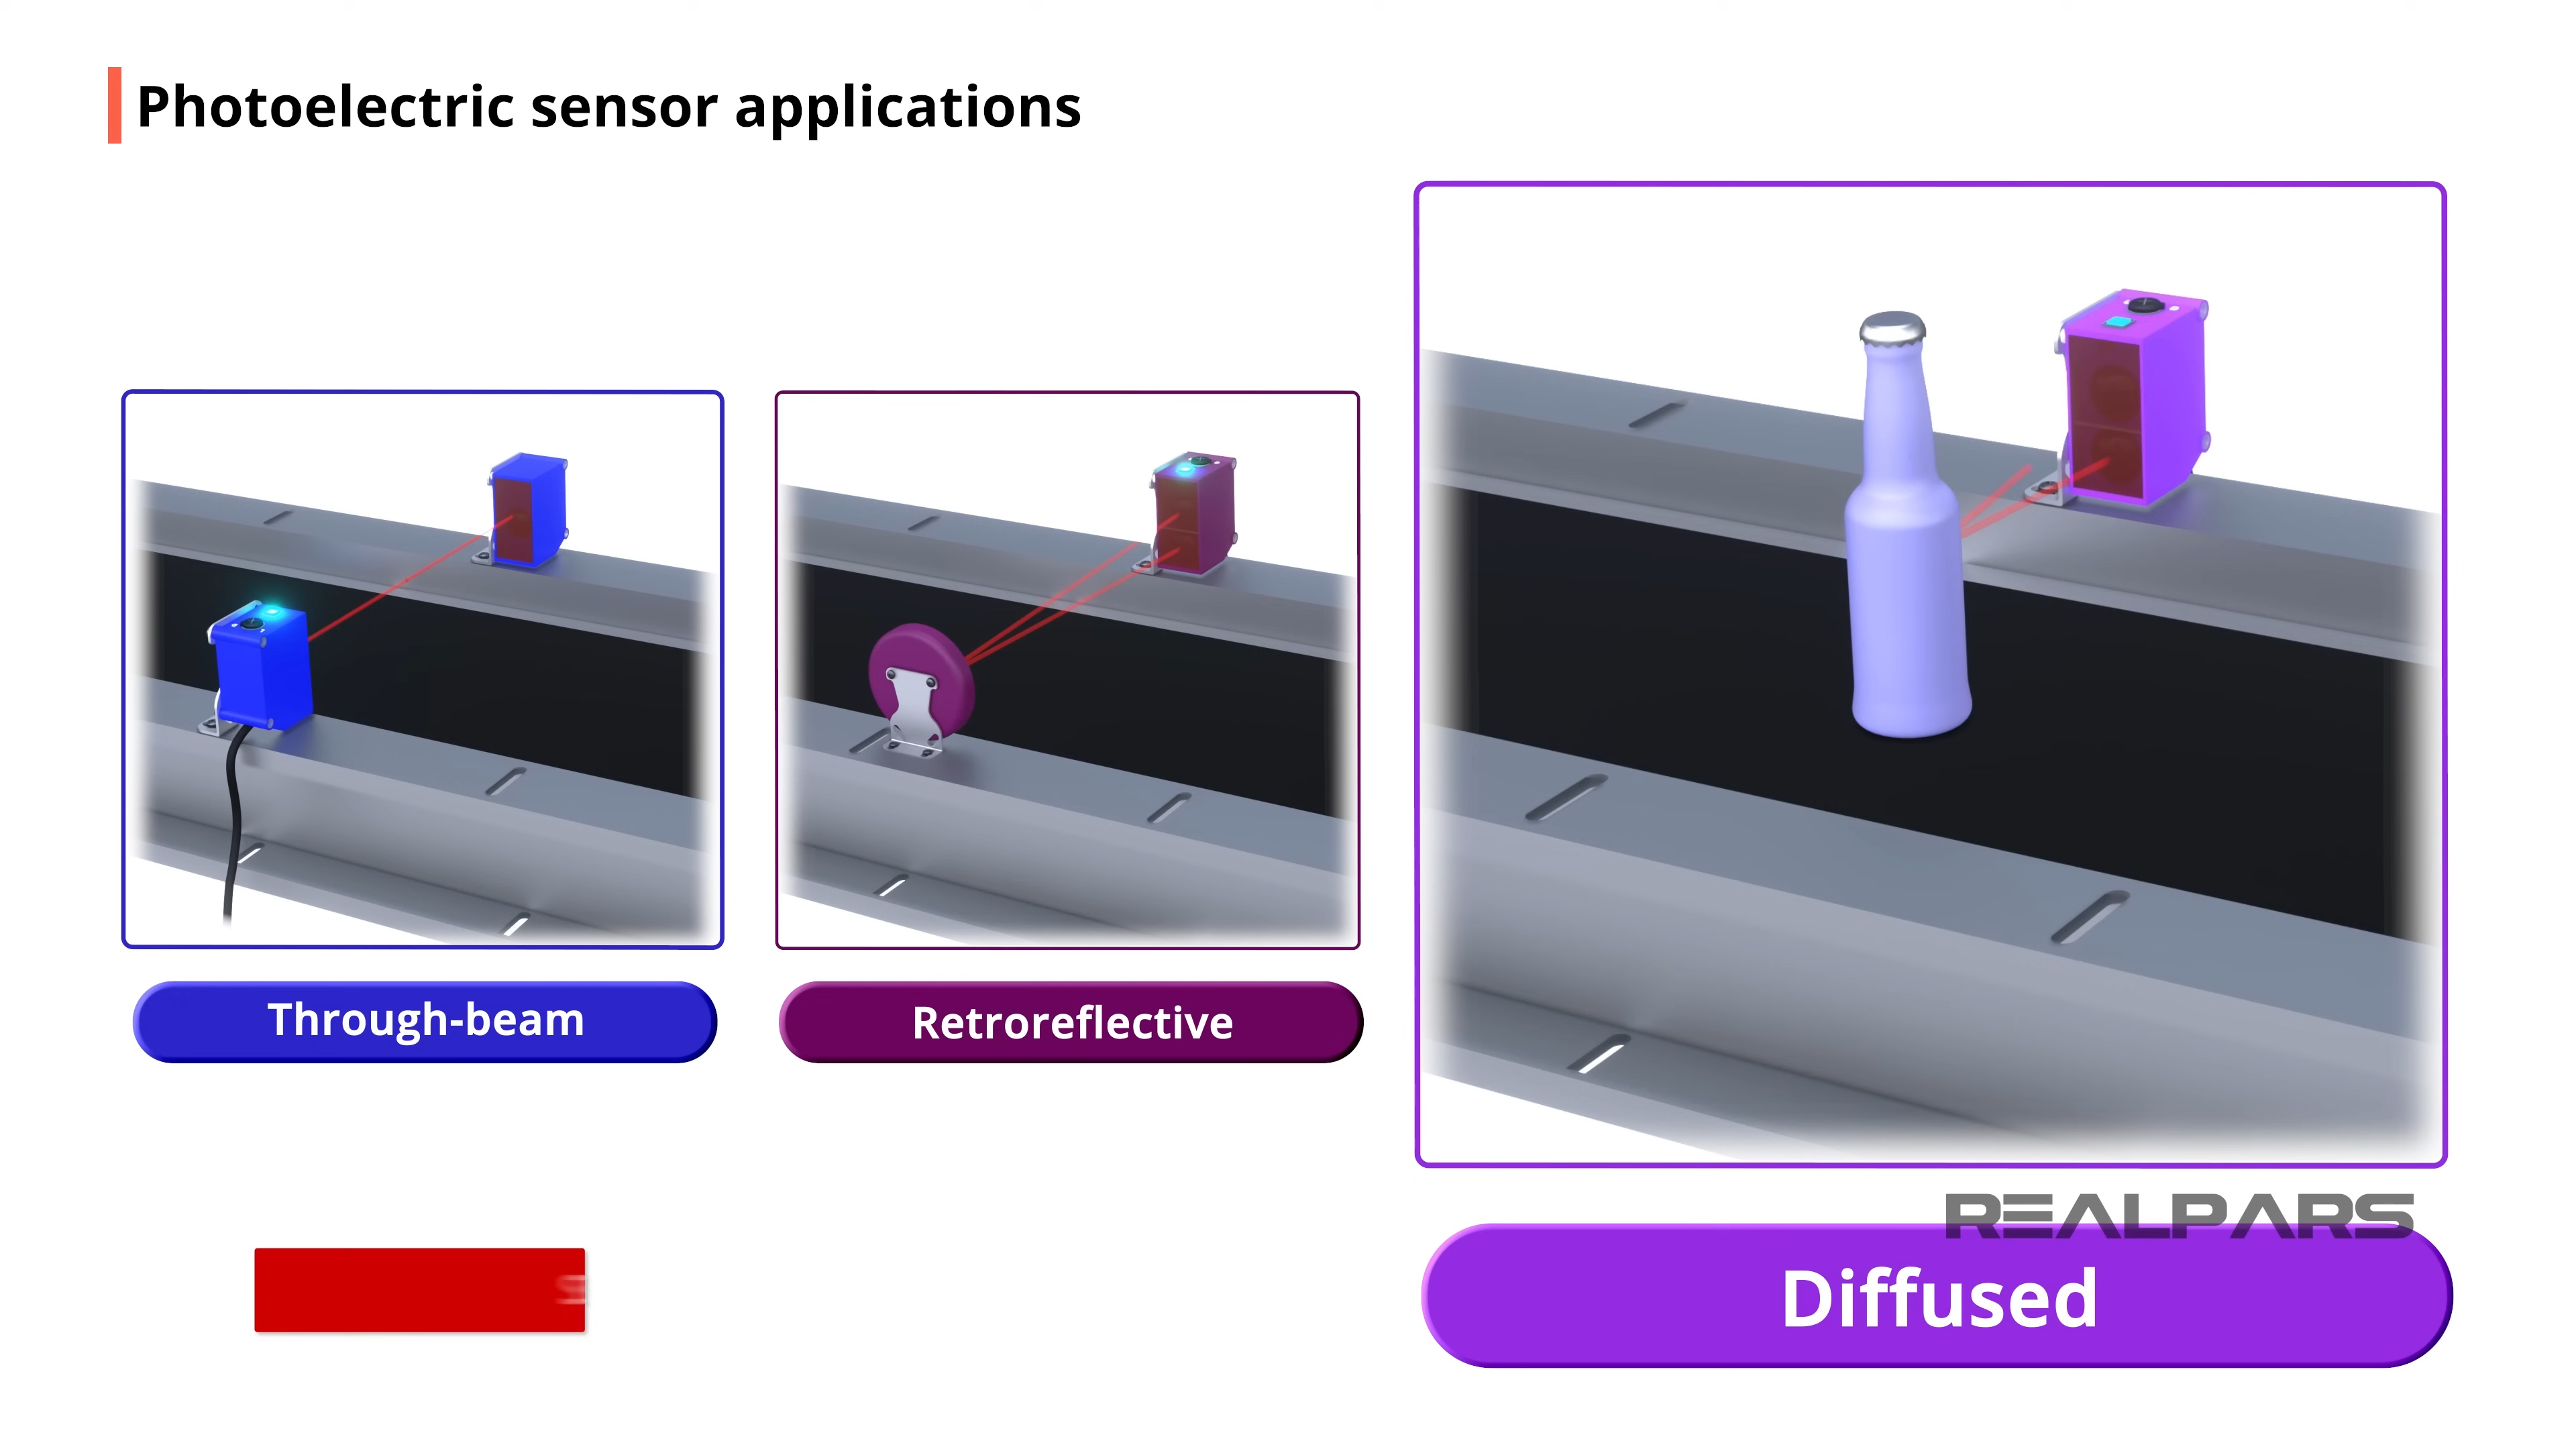 Photoelectric sensor applications
Through-beam
Retroreflective
REALPARS
Diffused